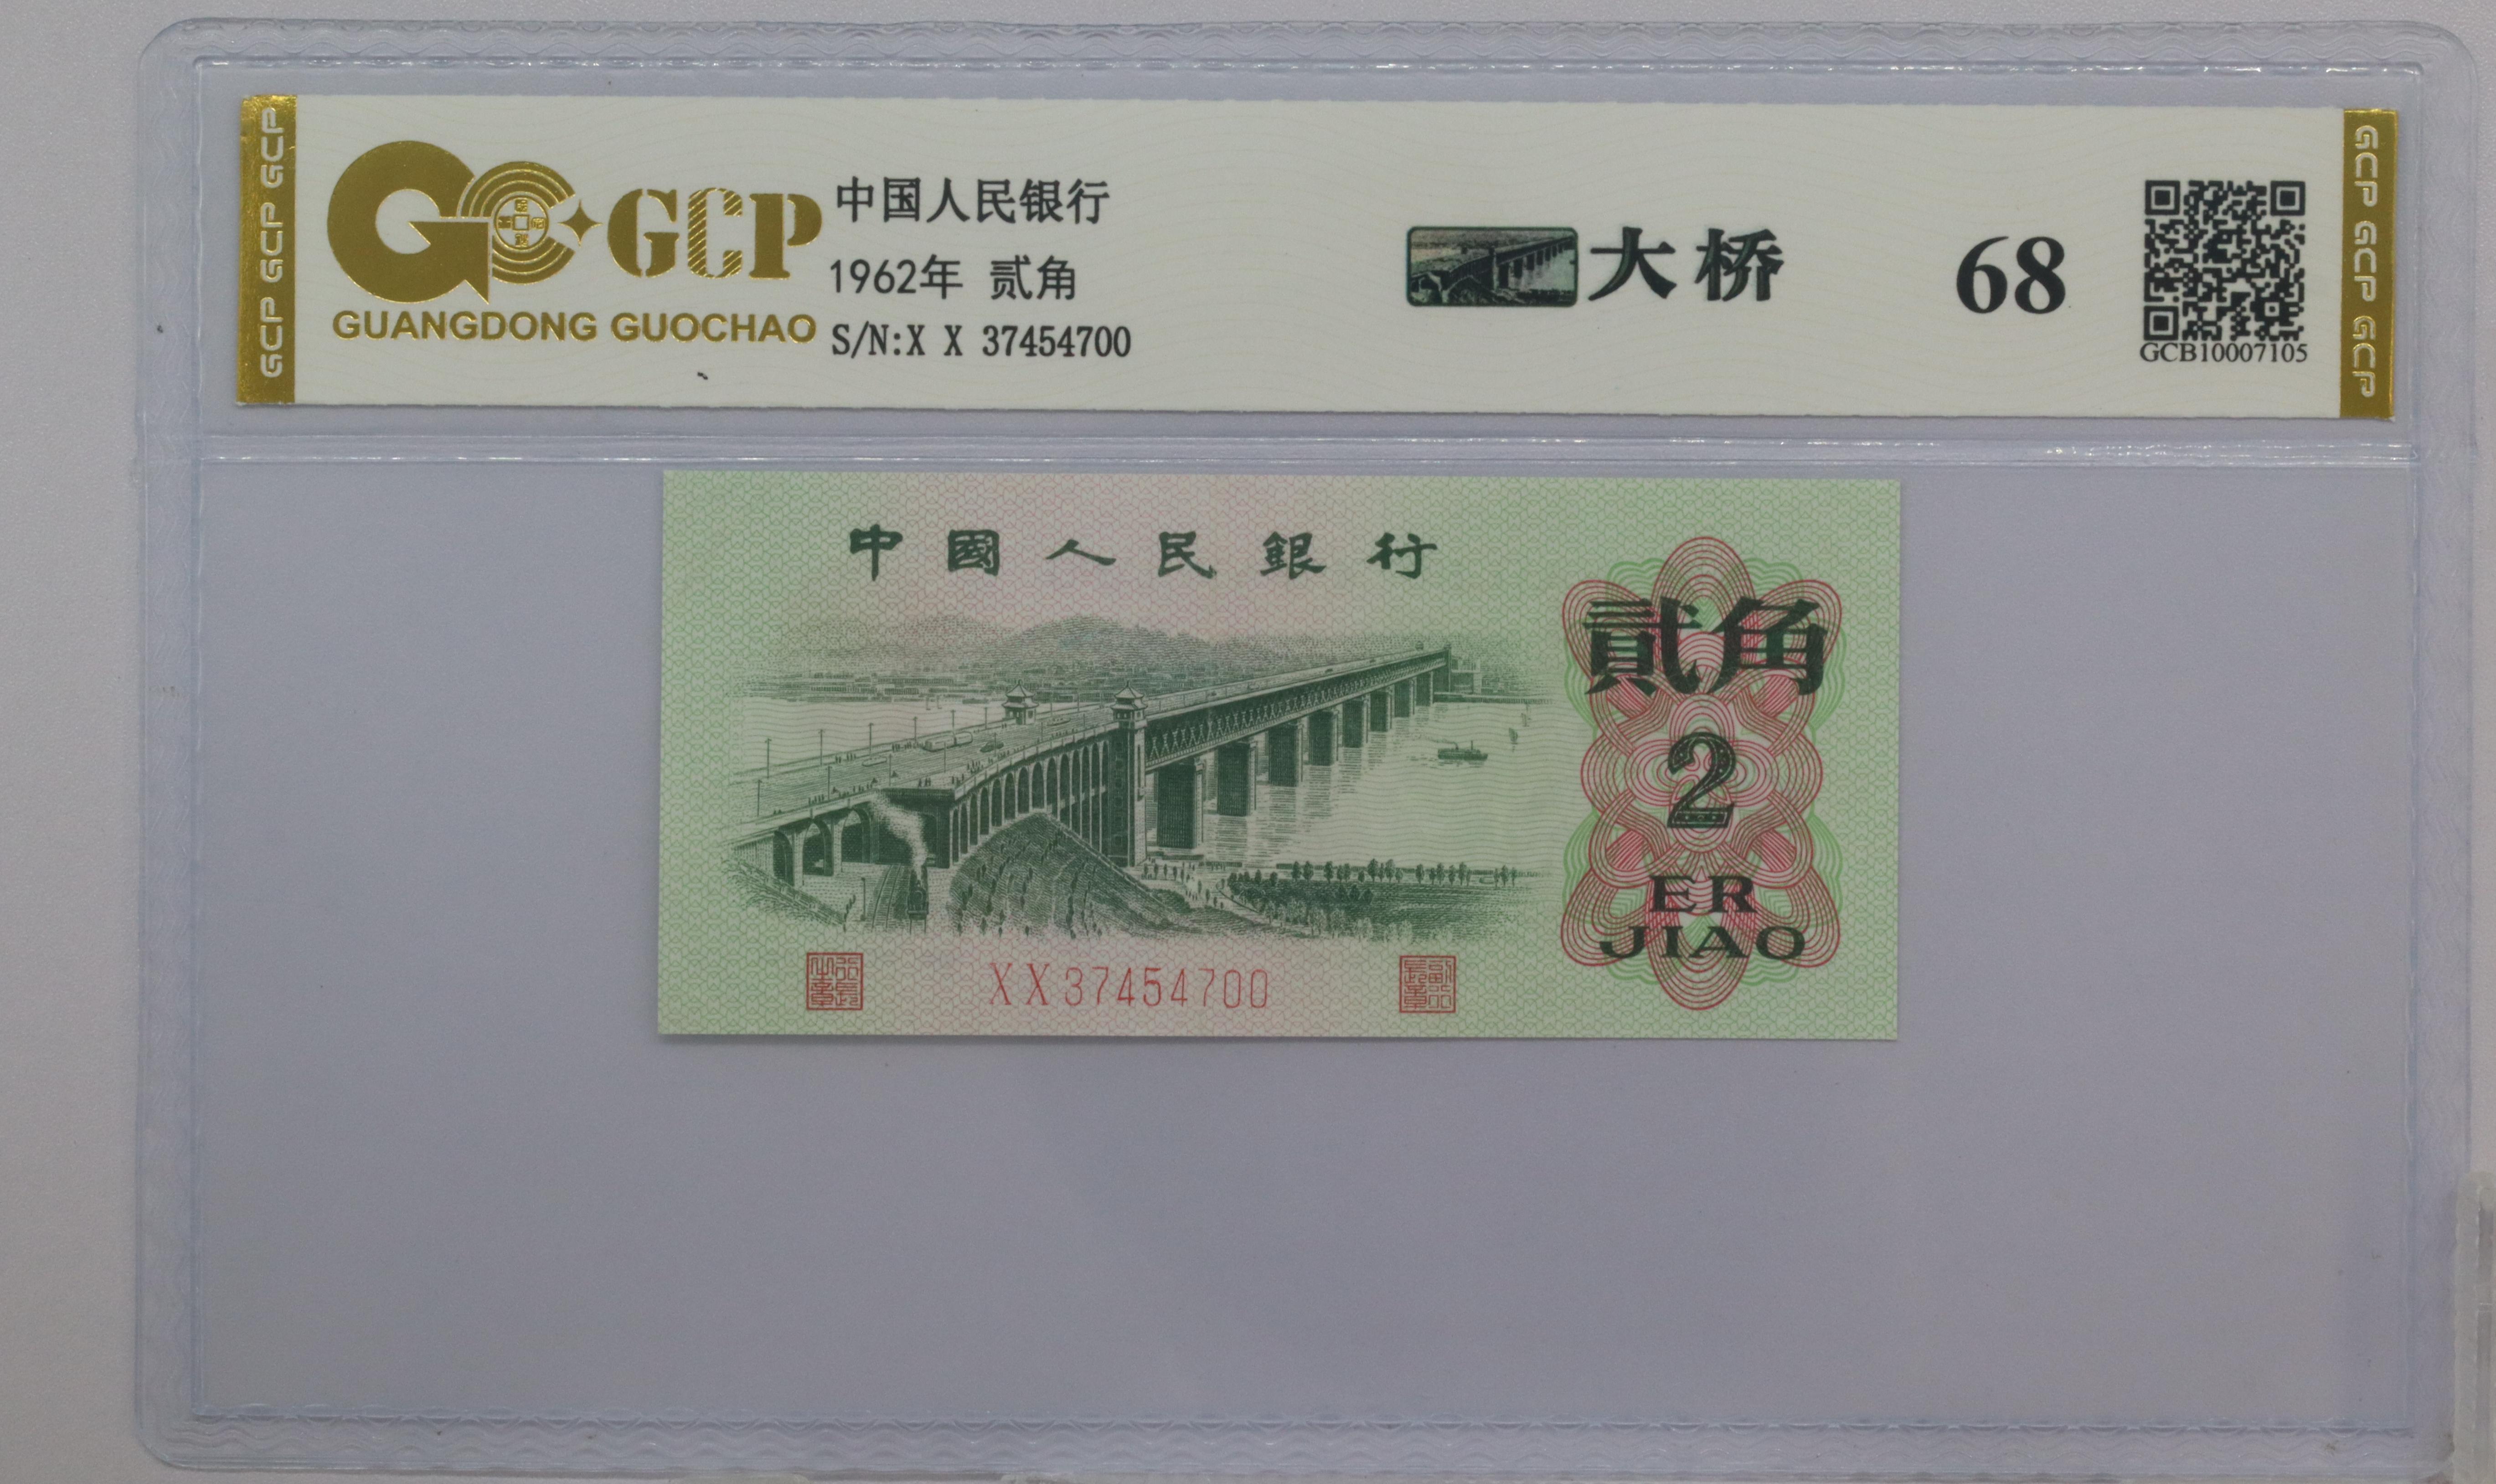 GCP GCP GCP
GCP
GUANGDONG GUOCHAO
中国人民银行
1962年 贰角
S/N:X X 37454700
大桥
68
GCB10007105
GCP GCP GCP
中國人民銀行
貳角
2
ER
JIAO
XX37454700